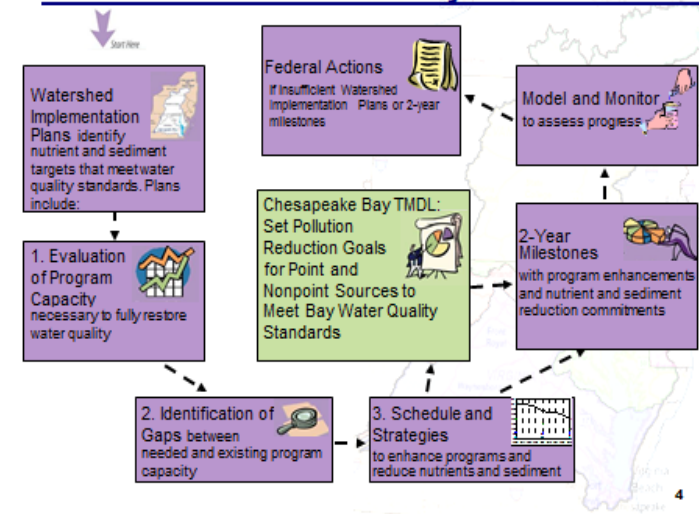 Start Here
Watershed
Implementation
Plans identify
nutrient and sediment
targets that meet water
quality standards. Plans
include:
1. Evaluation
of Program
Capacity
necessary to fully restore
water quality
2. Identification of
Gaps between
needed and existing program
capacity
3. Schedule and
Strategies
to enhance programs and
reduce nutrients and sediment
Chesapeake Bay TMDL:
Set Pollution
Reduction Goals
for Point and
Nonpoint Sources to
Meet Bay Water Quality
Standards
2-Year
Milestones
with program enhancements
and nutrient and sediment
reduction commitments
Model and Monitor
to assess progress
Federal Actions
If Insufficient Watershed
Implementation Plans or 2-year
milestones
Virginia
Beach
4